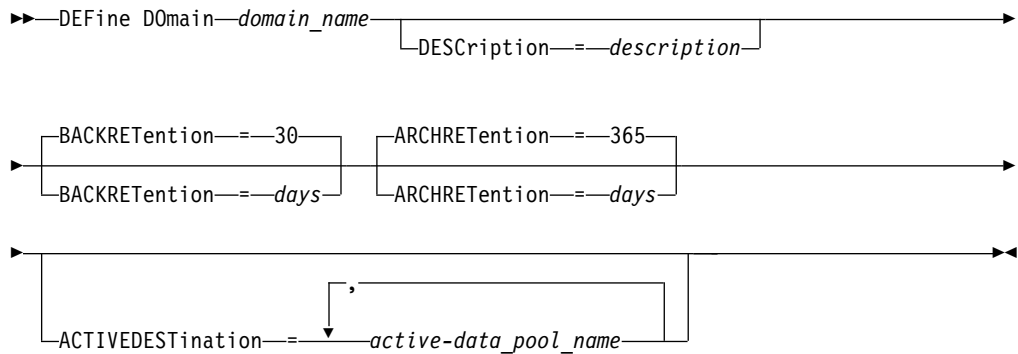 DEFine DOmain domain_name
DESCription = description
BACKRETention = 30 ARCHRETention = 365
BACKRETention = days ARCHRETention = days
,
ACTIVEDESTination = active-data_pool_name